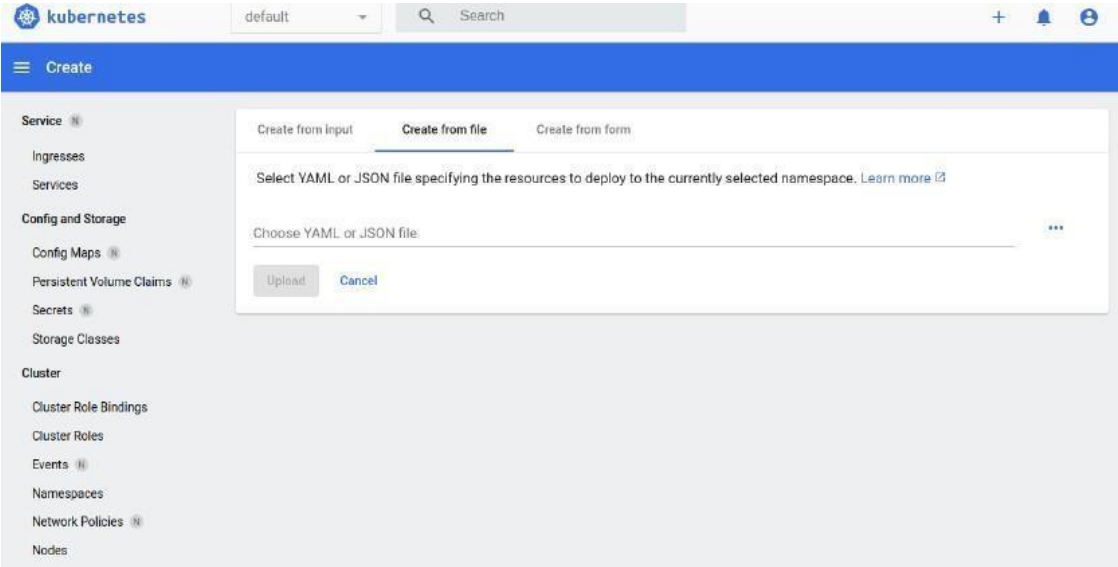 kubernetes
default
Search
Create
Service N
Ingresses
Services
Config and Storage
Config Maps N
Persistent Volume Claims N
Secrets N
Storage Classes
Cluster
Cluster Role Bindings
Cluster Roles
Events N
Namespaces
Network Policies N
Nodes
Create from input
Create from file
Create from form
Select YAML or JSON file specifying the resources to deploy to the currently selected namespace. Learn more
Choose YAML or JSON file
Upload
Cancel